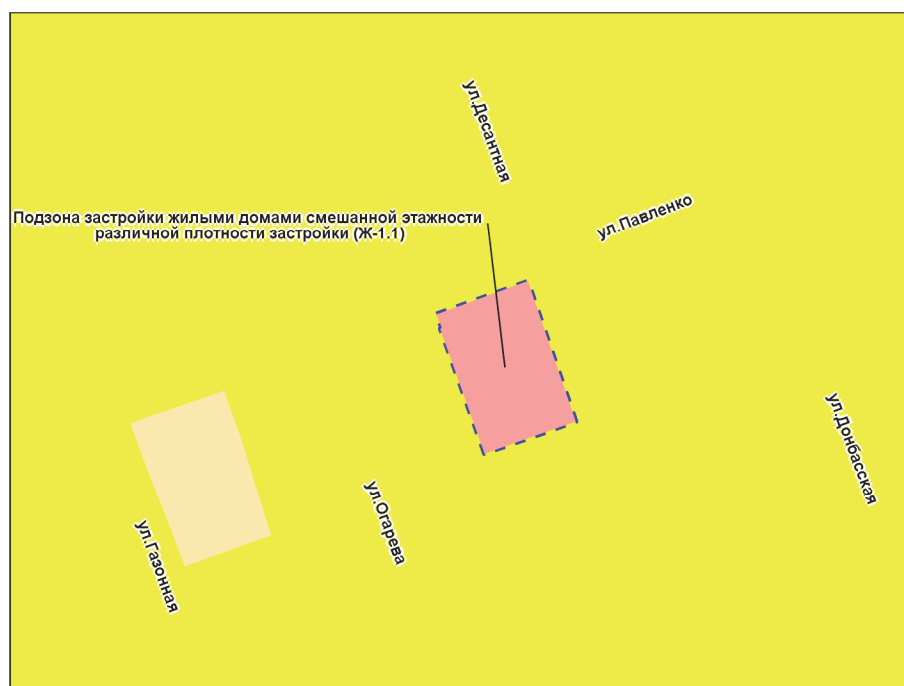 ул.Десантная
ул.Павленко
Подзона застройки жилыми домами смешанной этажности
различной плотности застройки (Ж-1.1)
ул.Донбасская
ул.Огарева
ул.Газонная